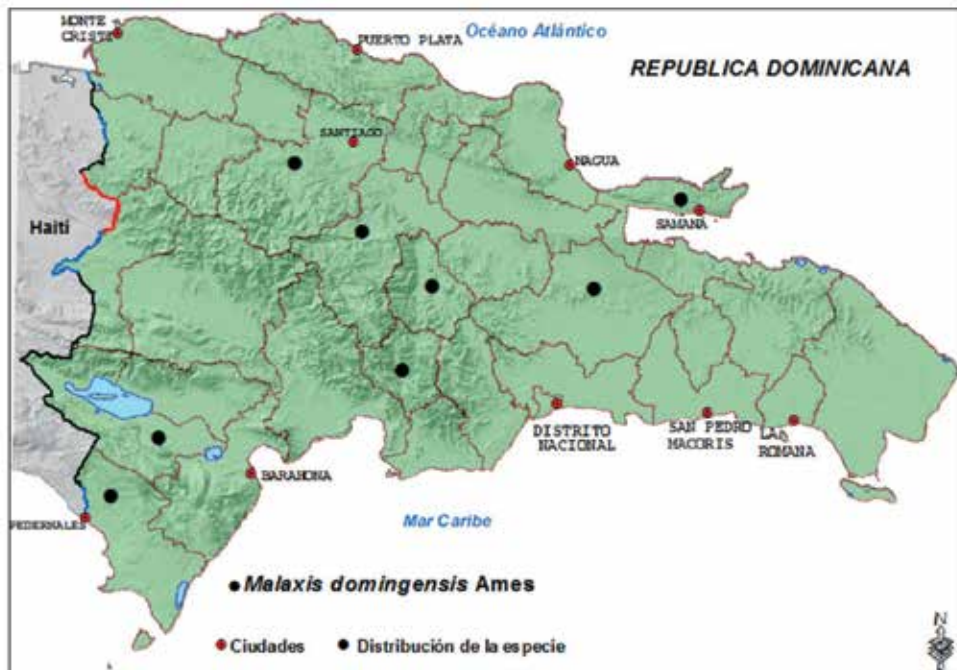 MONTE
CRISTI
PUERTO PLATA
Océano Atlántico
REPUBLICA DOMINICANA
SANTIAGO
NAGUA
SAMANA
Haití
DISTRITO
NACIONAL
SAN PEDRO
MACORIS
LA
ROMANA
BARAHONA
PEDERNALES
Mar Caribe
Malaxis domingensis Ames
Ciudades
Distribución de la especie
N